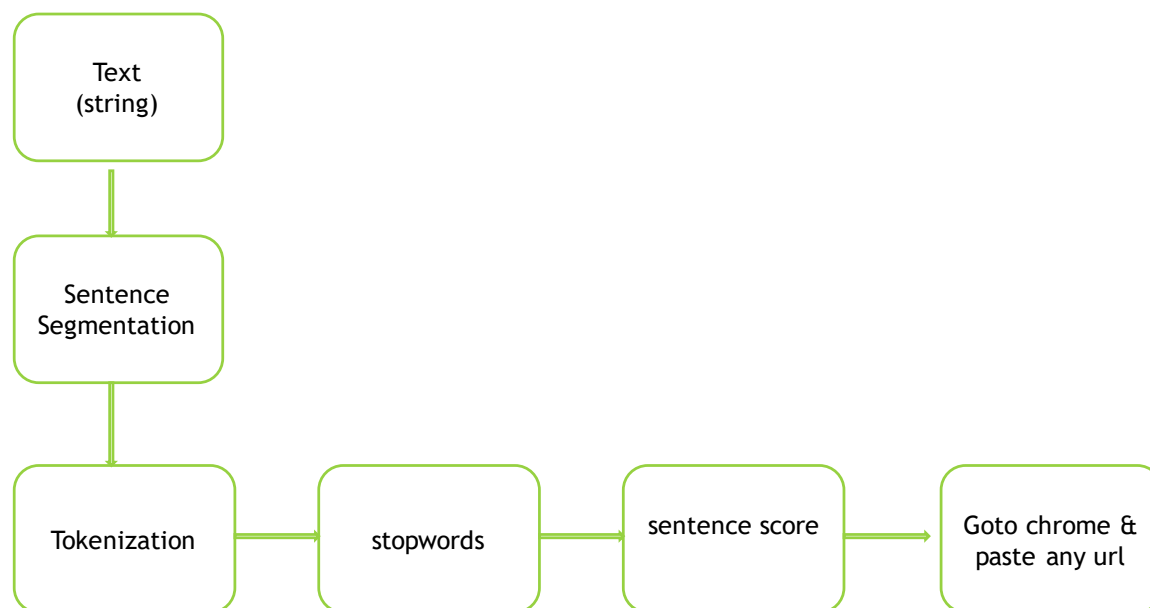 Text
(string)
Sentence
Segmentation
Tokenization
stopwords
sentence score
Goto chrome &
paste any url